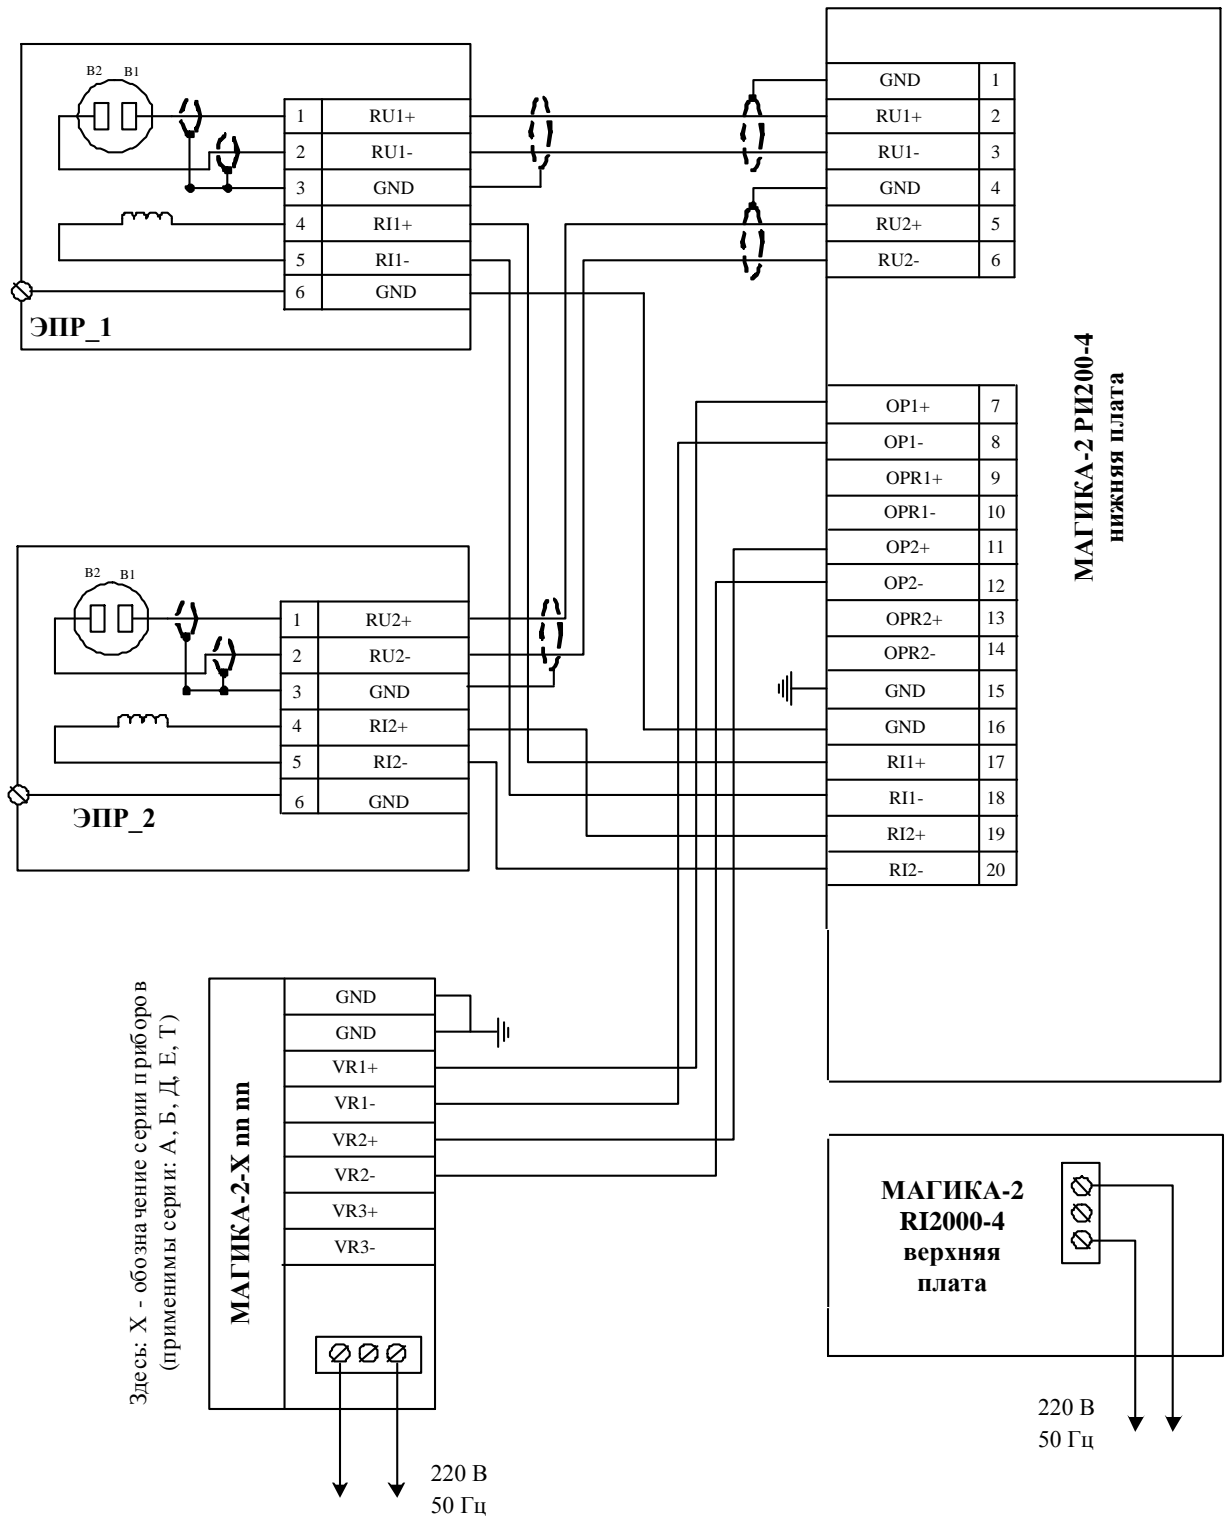 B2 B1
1 RU1+
2 RU1-
3 GND
4 RI1+
5 RI1-
6 GND
ЭПР_1
GND 1
RU1+ 2
RU1- 3
GND 4
RU2+ 5
RU2- 6
OP1+ 7
OP1- 8
OPR1+ 9
OPR1- 10
OP2+ 11
OP2- 12
OPR2+ 13
OPR2- 14
GND 15
GND 16
RI1+ 17
RI1- 18
RI2+ 19
RI2- 20
МАГИКА-2 РИ200-4
нижняя плата
B2 B1
1 RU2+
2 RU2-
3 GND
4 RI2+
5 RI2-
6 GND
ЭПР_2
Здесь: X - обозначение серии приборов
(применимы серии: А, Б, Д, Е, Т)
МАГИКА-2-X nn nn
GND
GND
VR1+
VR1-
VR2+
VR2-
VR3+
VR3-
220 В
50 Гц
МАГИКА-2
RI2000-4
верхняя
плата
220 В
50 Гц